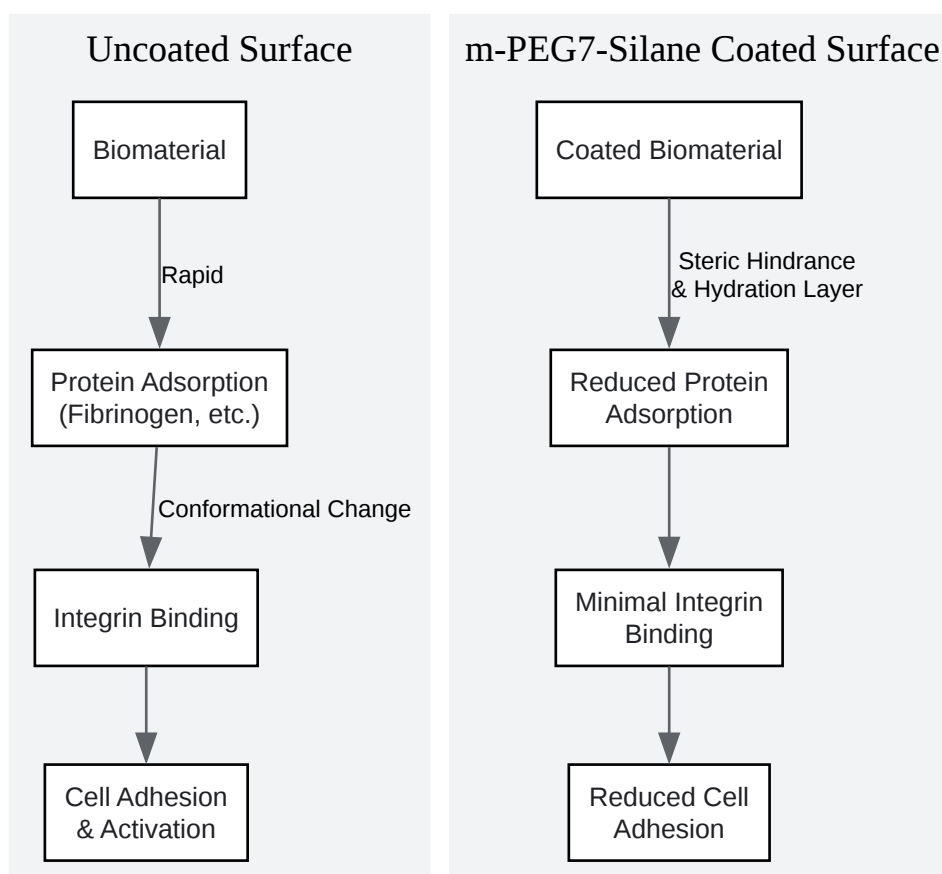 Uncoated Surface
Biomaterial
Rapid
Protein Adsorption
(Fibrinogen, etc.)
Conformational Change
Integrin Binding
Cell Adhesion
& Activation
m-PEG7-Silane Coated Surface
Coated Biomaterial
Steric Hindrance
& Hydration Layer
Reduced Protein
Adsorption
Minimal Integrin
Binding
Reduced Cell
Adhesion